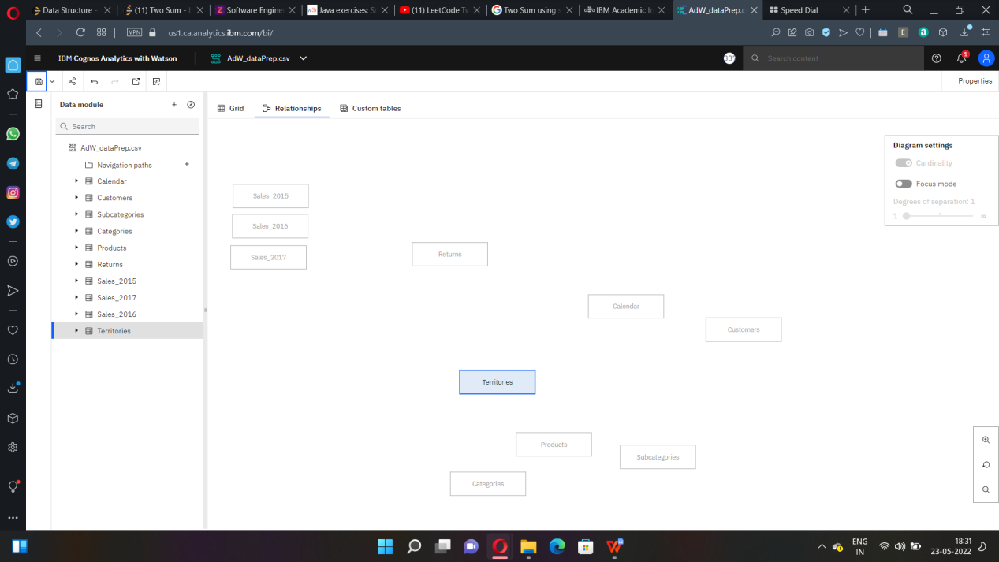 Data Structure -
(11) Two Sum - L
Software Engine
Java exercises: S
(11) LeetCode Tw
Two Sum using s
IBM Academic In
AdW_dataPrep.c
Speed Dial
VPN
us1.ca.analytics.ibm.com/bi/
IBM Cognos Analytics with Watson
AdW_dataPrep.csv
Search content
1
Properties
Data module
Grid
Relationships
Custom tables
Search
AdW_dataPrep.csv
Navigation paths
Calendar
Customers
Subcategories
Categories
Products
Returns
Sales_2015
Sales_2017
Sales_2016
Territories
Sales_2015
Sales_2016
Sales_2017
Returns
Calendar
Customers
Territories
Products
Subcategories
Categories
Diagram settings
Cardinality
Focus mode
Degrees of separation: 1
1 ∞
ENG
IN
18:31
23-05-2022